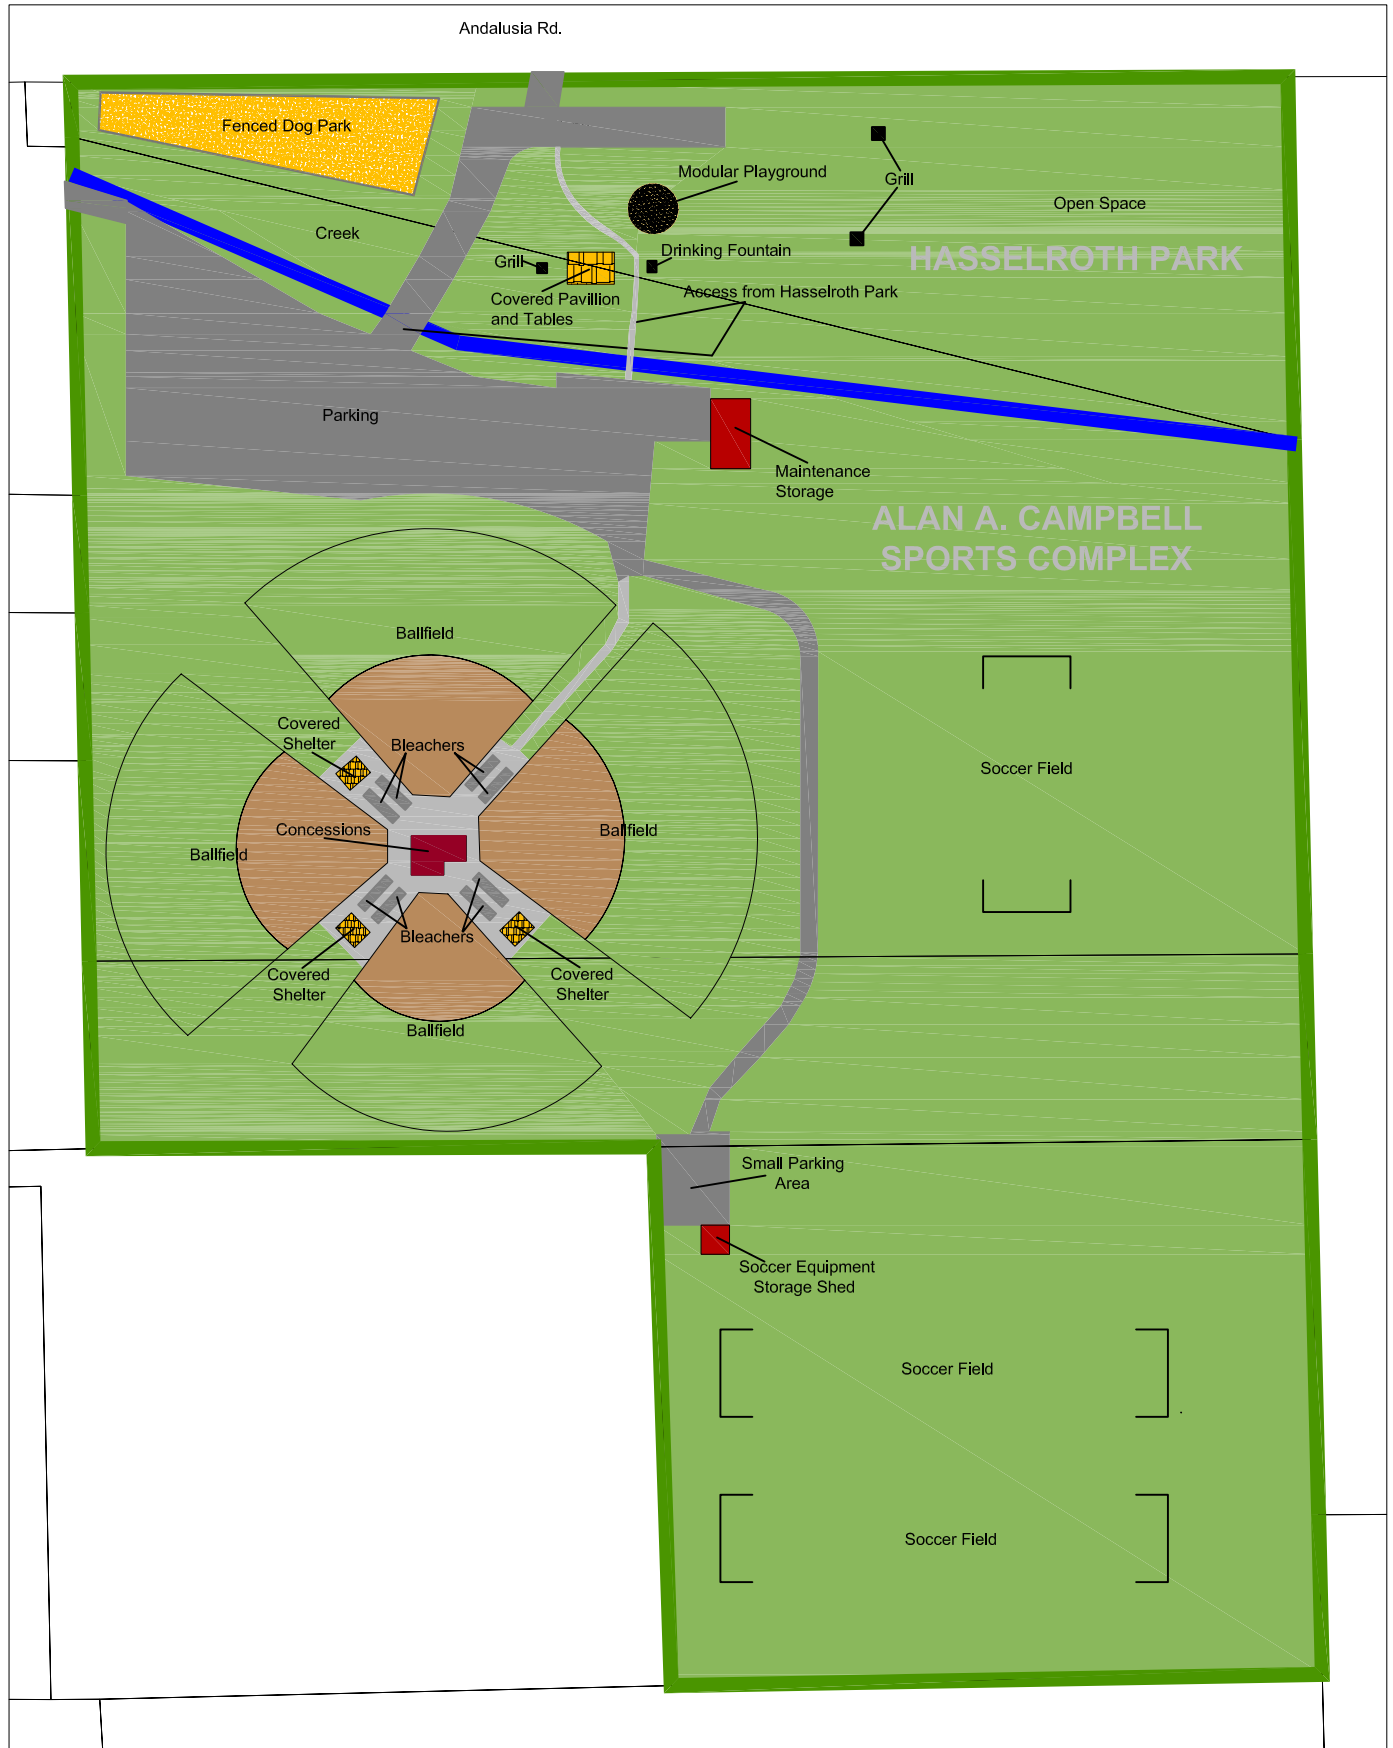 Andalusia Rd.
Fenced Dog Park
Modular Playground
Grill
Open Space
Creek
HASSELROTH PARK
Drinking Fountain
Grill
Access from Hasselroth Park
Covered Pavillion
and Tables
Parking
Maintenance
Storage
ALAN A. CAMPBELL
SPORTS COMPLEX
Ballfield
Covered
Shelter
Bleachers
Soccer Field
Concessions
Ballfield
Ballfield
Bleachers
Covered
Shelter
Covered
Shelter
Ballfield
Small Parking
Area
Soccer Equipment
Storage Shed
Soccer Field
Soccer Field